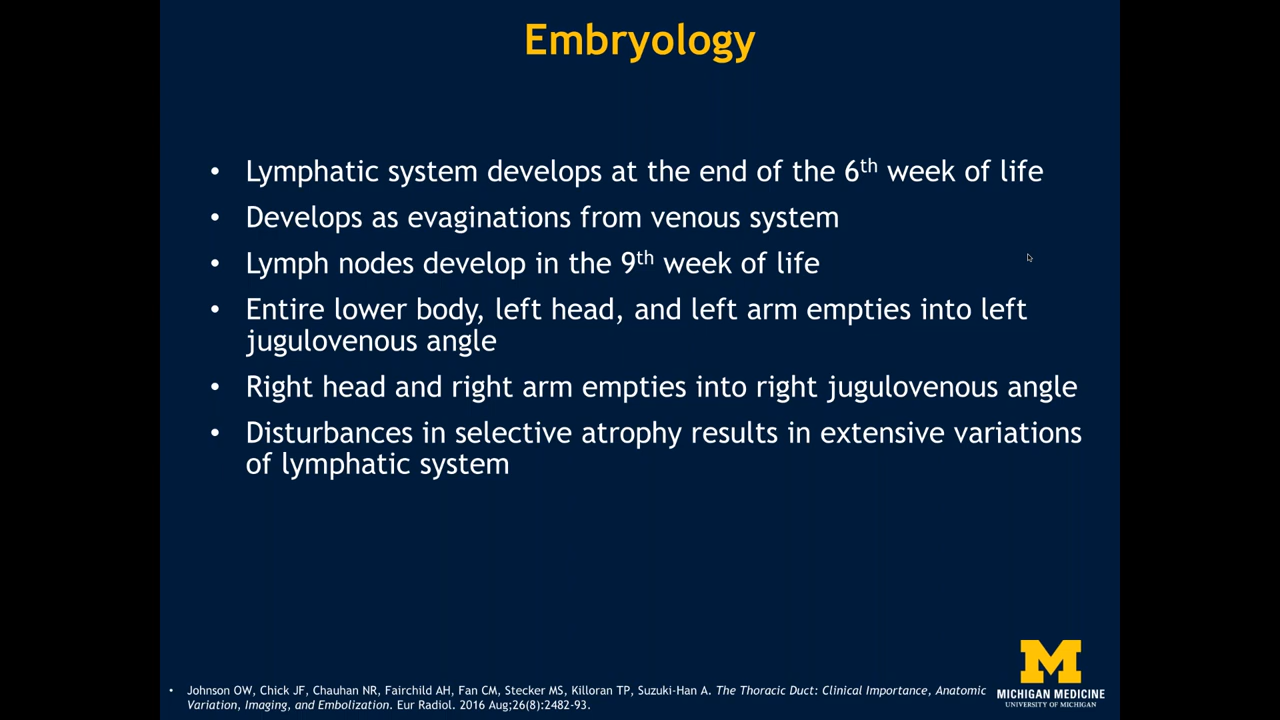 Embryology
• Lymphatic system develops at the end of the 6th week of life
• Develops as evaginations from venous system
• Lymph nodes develop in the 9th week of life
• Entire lower body, left head, and left arm empties into left
jugulovenous angle
• Right head and right arm empties into right jugulovenous angle
• Disturbances in selective atrophy results in extensive variations
of lymphatic system
• Johnson OW, Chick JF, Chauhan NR, Fairchild AH, Fan CM, Stecker MS, Killoran TP, Suzuki-Han A. The Thoracic Duct: Clinical Importance, Anatomic
Variation, Imaging, and Embolization. Eur Radiol. 2016 Aug;26(8):2482-93.
M
MICHIGAN MEDICINE
UNIVERSITY OF MICHIGAN